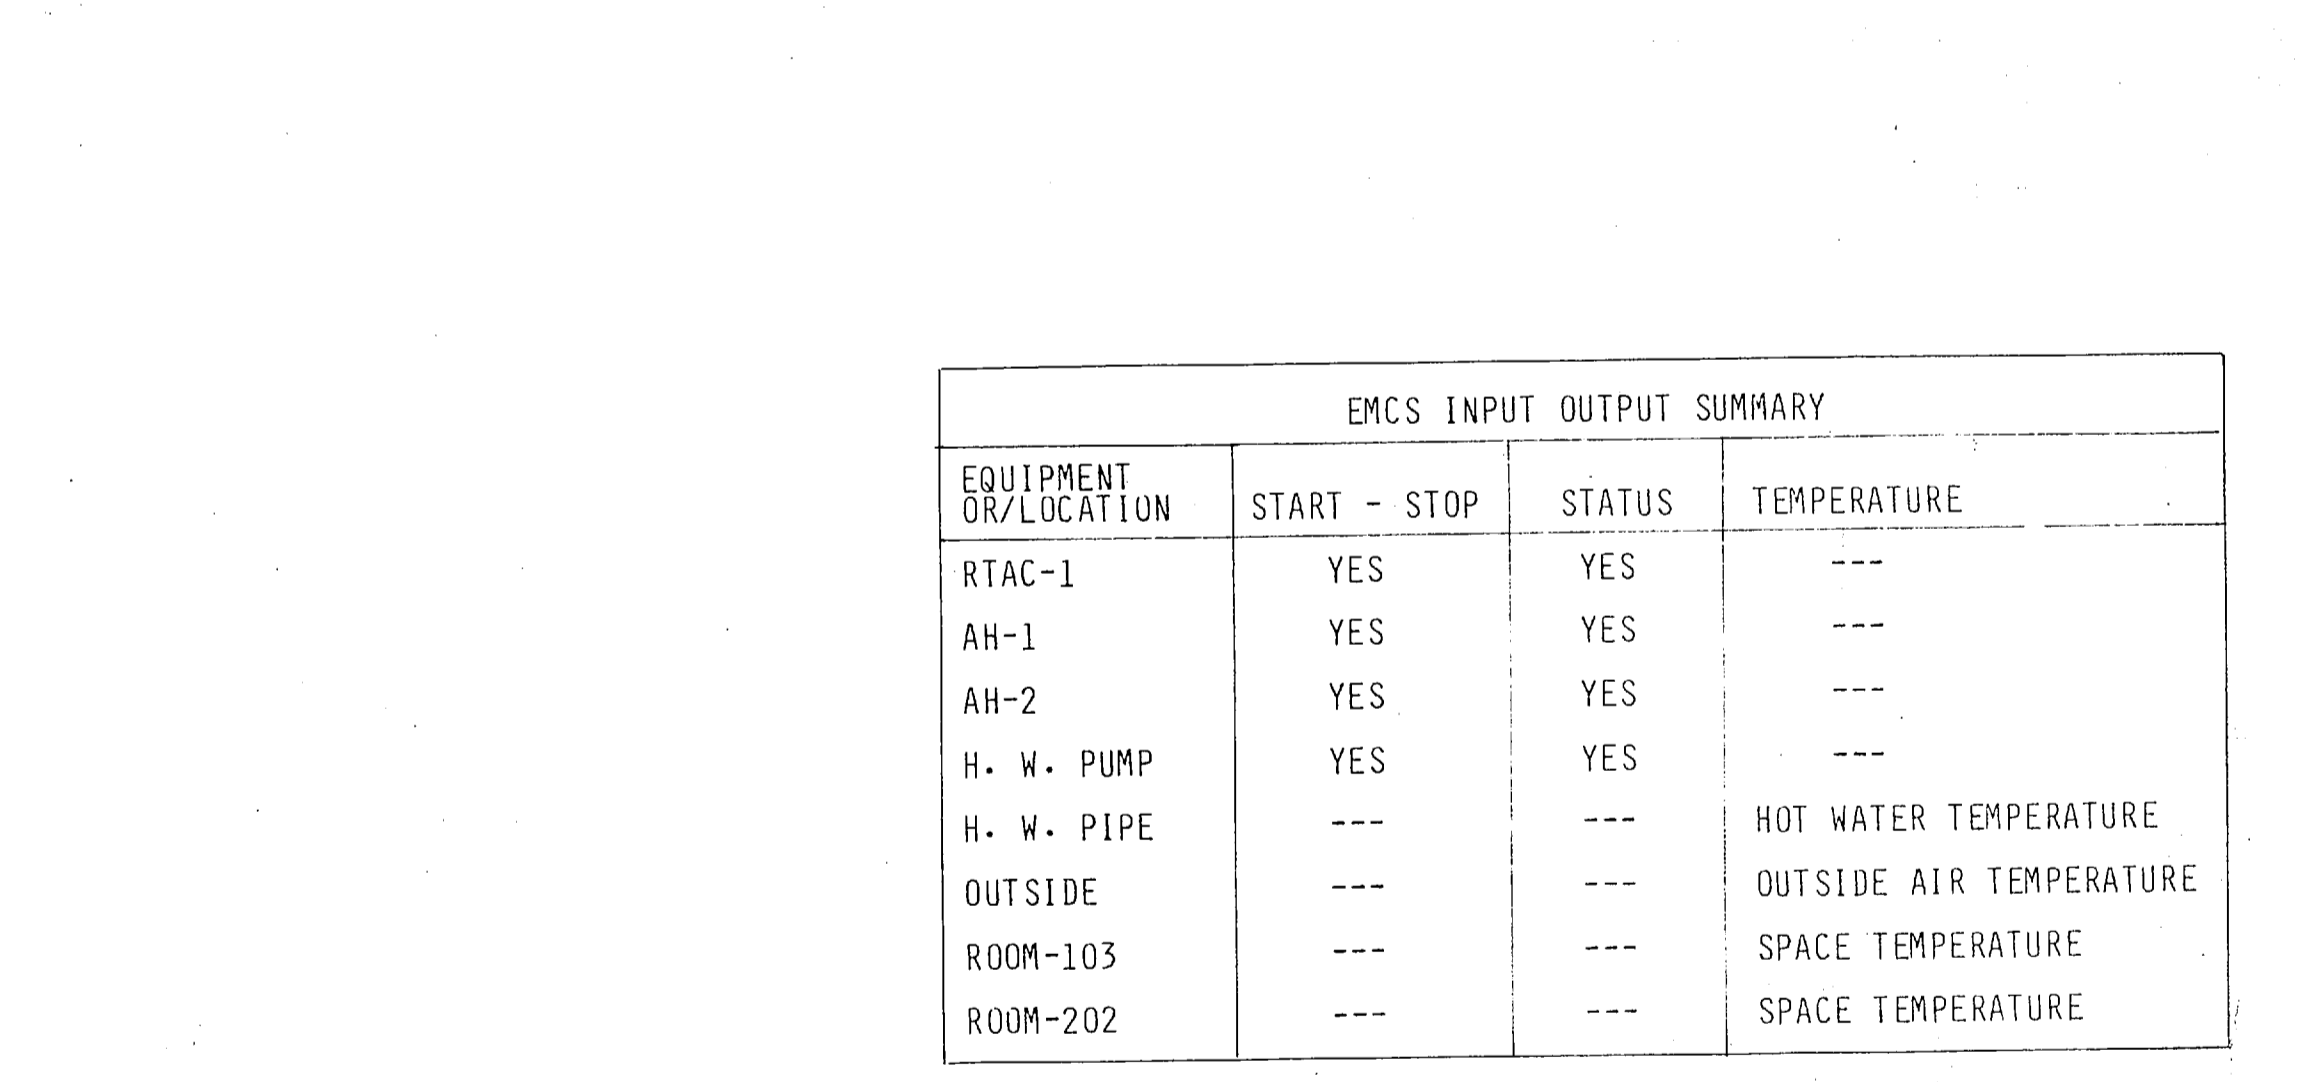 EMCS INPUT OUTPUT SUMMARY
EQUIPMENT
OR/LOCATION START - STOP STATUS TEMPERATURE
RTAC-1 YES YES ---
AH-1 YES YES ---
AH-2 YES YES ---
H. W. PUMP YES YES ---
H. W. PIPE --- --- HOT WATER TEMPERATURE
OUTSIDE --- --- OUTSIDE AIR TEMPERATURE
ROOM-103 --- --- SPACE TEMPERATURE
ROOM-202 --- --- SPACE TEMPERATURE